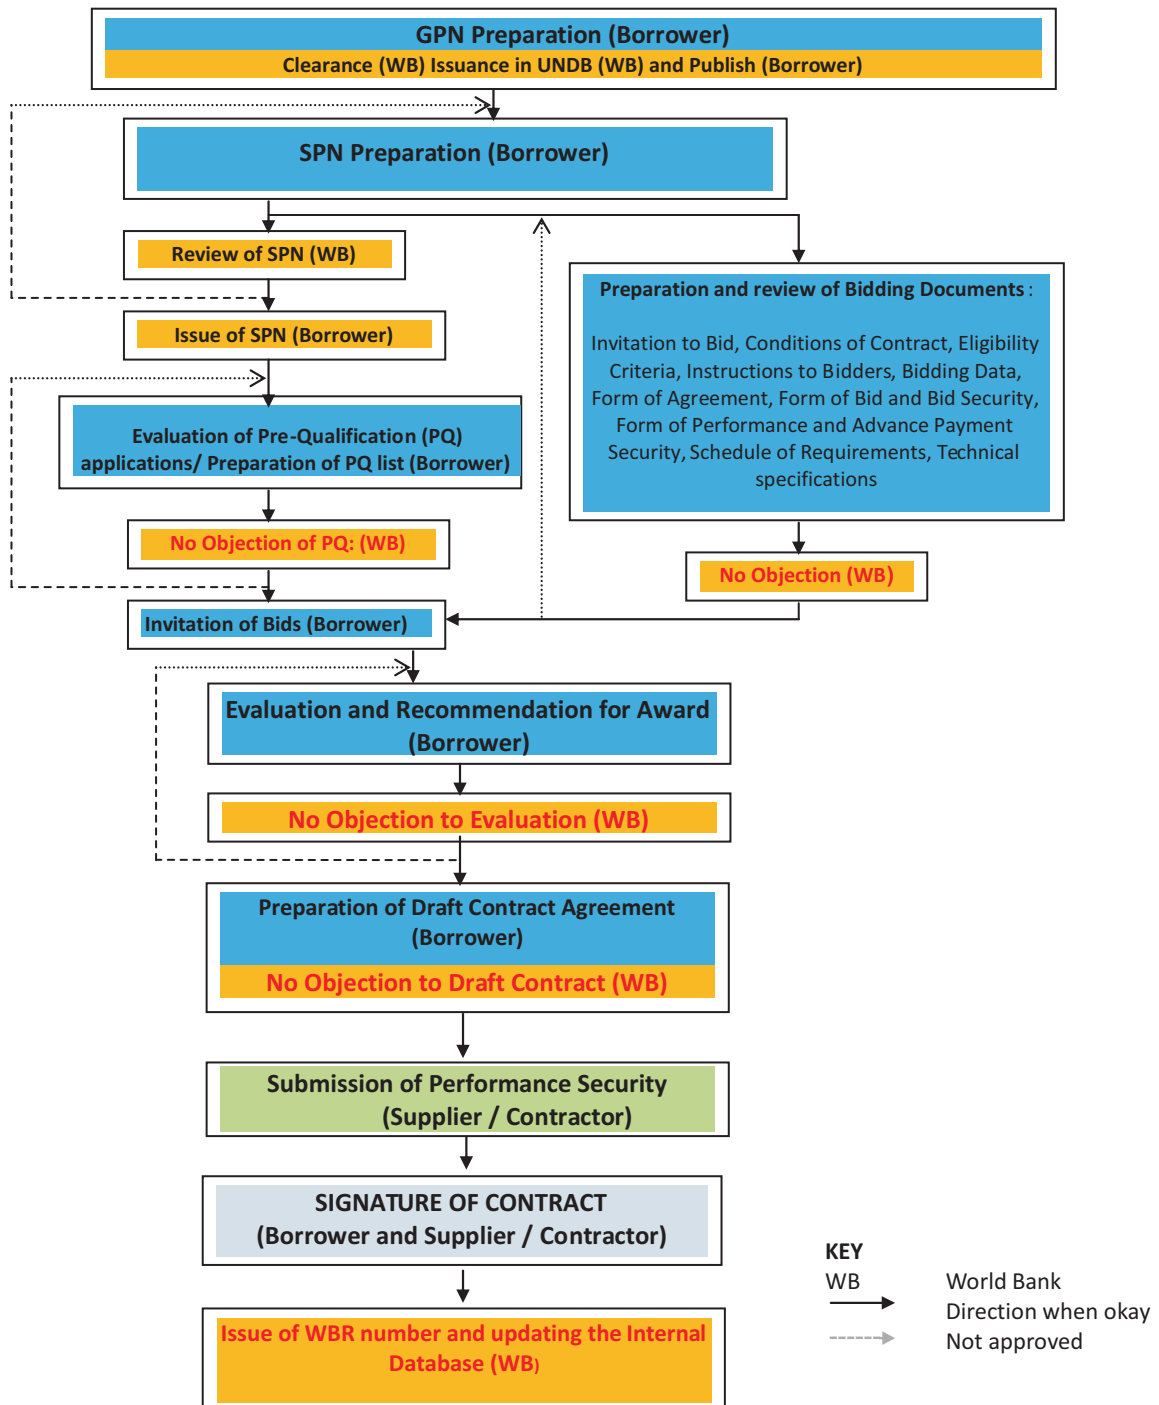 GPN Preparation (Borrower)
Clearance (WB) Issuance in UNDB (WB) and Publish (Borrower)
SPN Preparation (Borrower)
Review of SPN (WB)
Issue of SPN (Borrower)
Evaluation of Pre-Qualification (PQ)
applications/ Preparation of PQ list (Borrower)
No Objection of PQ: (WB)
Invitation of Bids (Borrower)
Preparation and review of Bidding Documents :
Invitation to Bid, Conditions of Contract, Eligibility
Criteria, Instructions to Bidders, Bidding Data,
Form of Agreement, Form of Bid and Bid Security,
Form of Performance and Advance Payment
Security, Schedule of Requirements, Technical
specifications
No Objection (WB)
Evaluation and Recommendation for Award
(Borrower)
No Objection to Evaluation (WB)
Preparation of Draft Contract Agreement
(Borrower)
No Objection to Draft Contract (WB)
Submission of Performance Security
(Supplier / Contractor)
SIGNATURE OF CONTRACT
(Borrower and Supplier / Contractor)
Issue of WBR number and updating the Internal
Database (WB)
KEY
WB World Bank
Direction when okay
Not approved